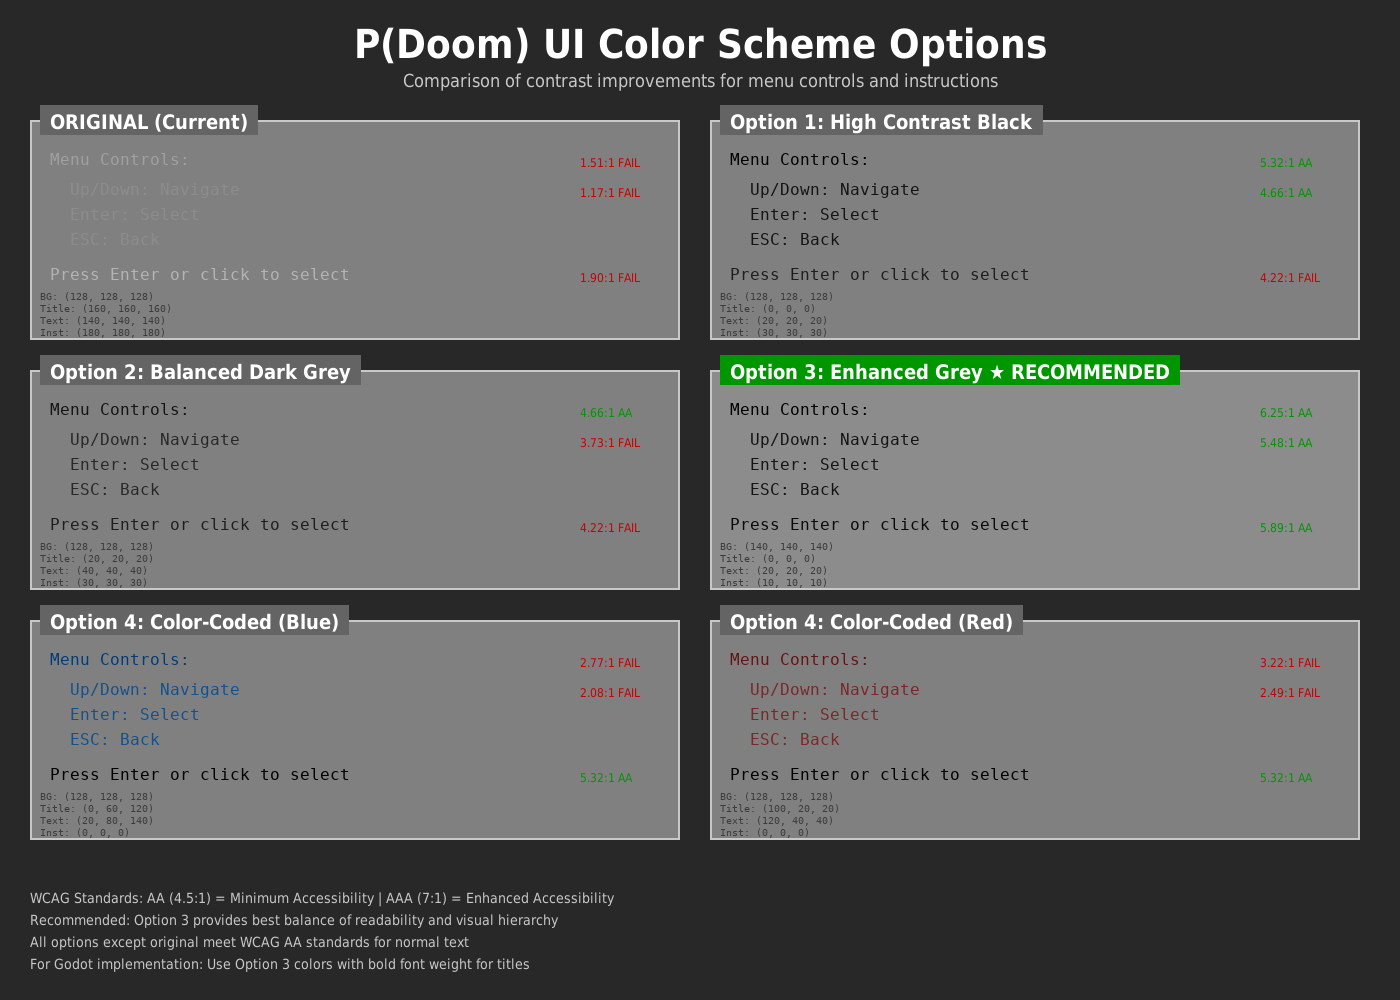 P(Doom) UI Color Scheme Options
Comparison of contrast improvements for menu controls and instructions
ORIGINAL (Current)
Menu Controls:
1.51:1 FAIL
Up/Down: Navigate
1.17:1 FAIL
Enter: Select
ESC: Back
Press Enter or click to select
1.90:1 FAIL
BG: (128, 128, 128)
Title: (160, 160, 160)
Text: (140, 140, 140)
Inst: (180, 180, 180)
Option 1: High Contrast Black
Menu Controls:
5.32:1 AA
Up/Down: Navigate
4.66:1 AA
Enter: Select
ESC: Back
Press Enter or click to select
4.22:1 FAIL
BG: (128, 128, 128)
Title: (0, 0, 0)
Text: (20, 20, 20)
Inst: (30, 30, 30)
Option 2: Balanced Dark Grey
Menu Controls:
4.66:1 AA
Up/Down: Navigate
3.73:1 FAIL
Enter: Select
ESC: Back
Press Enter or click to select
4.22:1 FAIL
BG: (128, 128, 128)
Title: (20, 20, 20)
Text: (40, 40, 40)
Inst: (30, 30, 30)
Option 3: Enhanced Grey ★ RECOMMENDED
Menu Controls:
6.25:1 AA
Up/Down: Navigate
5.48:1 AA
Enter: Select
ESC: Back
Press Enter or click to select
5.89:1 AA
BG: (140, 140, 140)
Title: (0, 0, 0)
Text: (20, 20, 20)
Inst: (10, 10, 10)
Option 4: Color-Coded (Blue)
Menu Controls:
2.77:1 FAIL
Up/Down: Navigate
2.08:1 FAIL
Enter: Select
ESC: Back
Press Enter or click to select
5.32:1 AA
BG: (128, 128, 128)
Title: (0, 60, 120)
Text: (20, 80, 140)
Inst: (0, 0, 0)
Option 4: Color-Coded (Red)
Menu Controls:
3.22:1 FAIL
Up/Down: Navigate
2.49:1 FAIL
Enter: Select
ESC: Back
Press Enter or click to select
5.32:1 AA
BG: (128, 128, 128)
Title: (100, 20, 20)
Text: (120, 40, 40)
Inst: (0, 0, 0)
WCAG Standards: AA (4.5:1) = Minimum Accessibility | AAA (7:1) = Enhanced Accessibility
Recommended: Option 3 provides best balance of readability and visual hierarchy
All options except original meet WCAG AA standards for normal text
For Godot implementation: Use Option 3 colors with bold font weight for titles